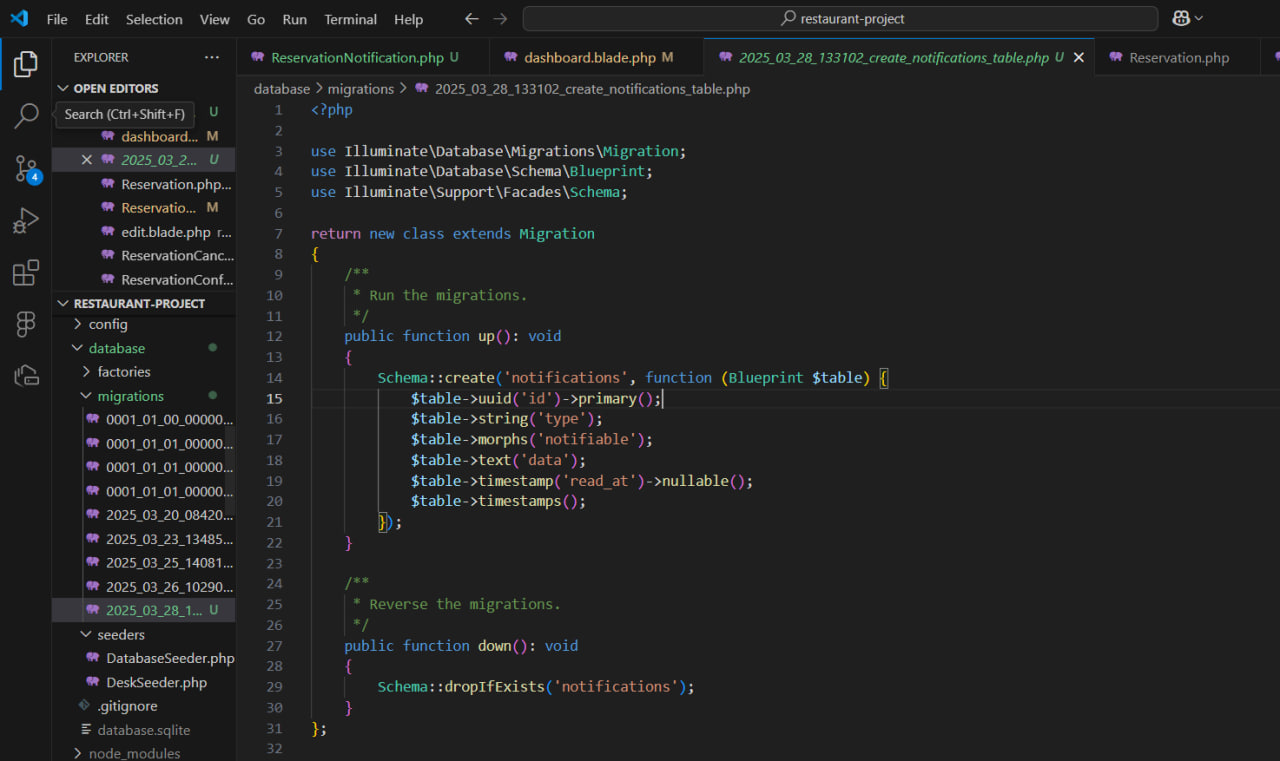 File Edit Selection View Go Run Terminal Help
restaurant-project
EXPLORER
ReservationNotification.php U
dashboard.blade.php M
2025_03_28_133102_create_notifications_table.php U
Reservation.php
OPEN EDITORS
Search (Ctrl+Shift+F)
U
dashboard... M
2025_03_2... U
Reservation.php...
Reservatio... M
edit.blade.php r...
ReservationCanc...
ReservationConf...
RESTAURANT-PROJECT
config
database
factories
migrations
0001_01_00_00000...
0001_01_01_00000...
0001_01_01_00000...
0001_01_01_00000...
2025_03_20_08420...
2025_03_23_13485...
2025_03_25_14081...
2025_03_26_10290...
2025_03_28_1... U
seeders
DatabaseSeeder.php
DeskSeeder.php
.gitignore
database.sqlite
node_modules
4
database > migrations > 2025_03_28_133102_create_notifications_table.php
1 <?php
2
3 use Illuminate\Database\Migrations\Migration;
4 use Illuminate\Database\Schema\Blueprint;
5 use Illuminate\Support\Facades\Schema;
6
7 return new class extends Migration
8 {
9 /**
10 * Run the migrations.
11 */
12 public function up(): void
13 {
14 Schema::create('notifications', function (Blueprint $table) {
15 $table->uuid('id')->primary();
16 $table->string('type');
17 $table->morphs('notifiable');
18 $table->text('data');
19 $table->timestamp('read_at')->nullable();
20 $table->timestamps();
21 });
22 }
23
24 /**
25 * Reverse the migrations.
26 */
27 public function down(): void
28 {
29 Schema::dropIfExists('notifications');
30 }
31 };
32